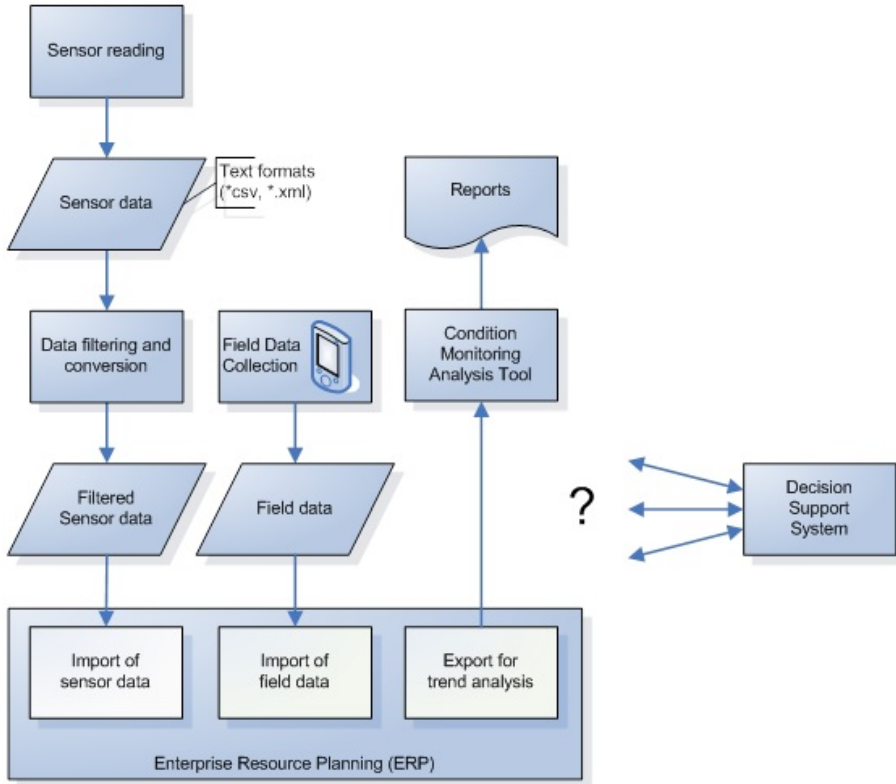 Sensor reading
Sensor data
Text formats
(*csv, *.xml)
Reports
Data filtering and
conversion
Field Data
Collection
Condition
Monitoring
Analysis Tool
Filtered
Sensor data
Field data
?
Decision
Support
System
Import of
sensor data
Import of
field data
Export for
trend analysis
Enterprise Resource Planning (ERP)